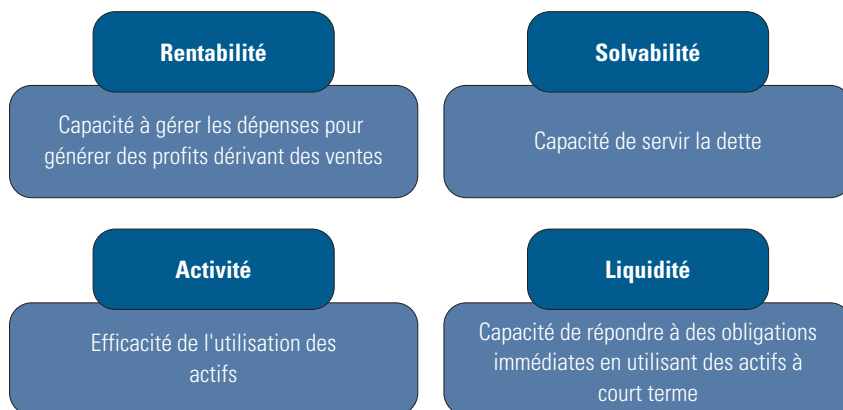 Rentabilité
Capacité à gérer les dépenses pour
générer des profits dérivant des ventes
Solvabilité
Capacité de servir la dette
Activité
Efficacité de l'utilisation des
actifs
Liquidité
Capacité de répondre à des obligations
immédiates en utilisant des actifs à
court terme